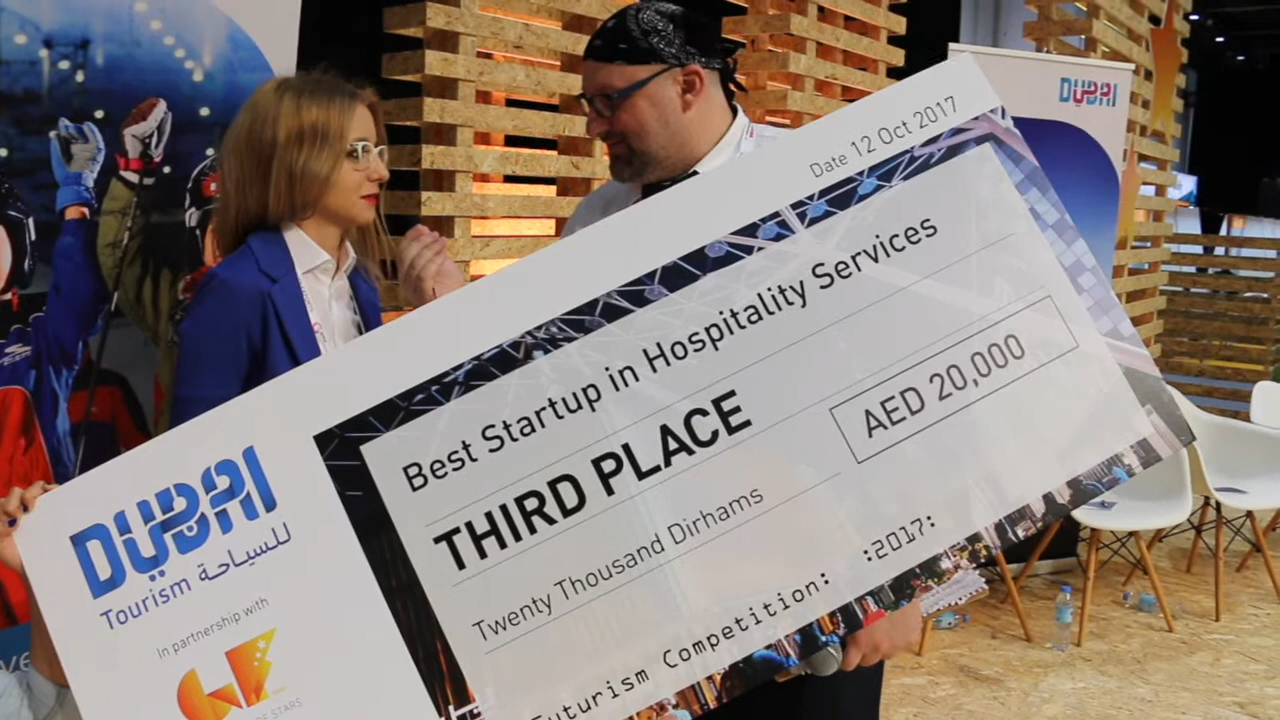 DUBAI
Date 12 Oct 2017
Best Startup in Hospitality Services
THIRD PLACE
AED 20,000
Twenty Thousand Dirhams
Futurism Competition: :2017:
DUBAI
Tourism للسياحة
In partnership with
STARS